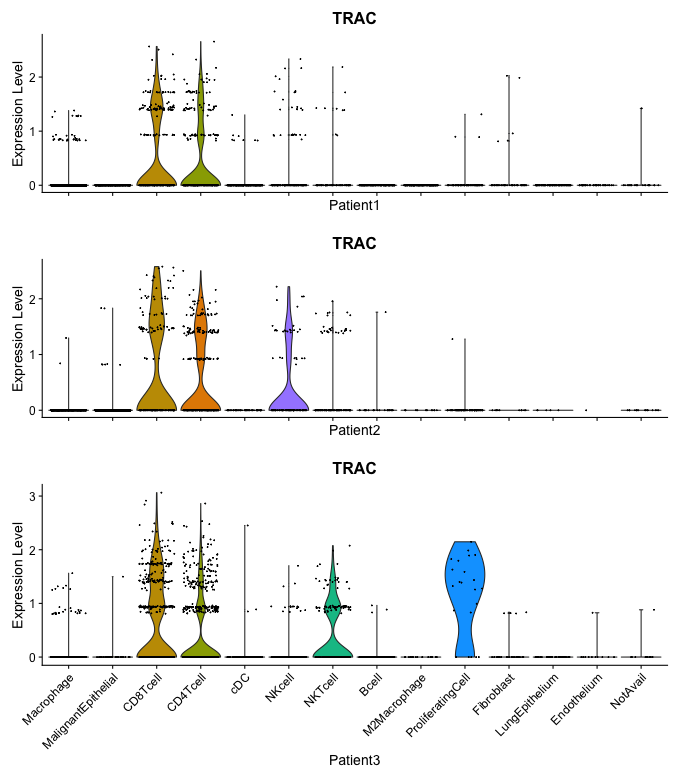 TRAC
Expression Level
2
1
0
Patient1
TRAC
Expression Level
2
1
0
Patient2
TRAC
Expression Level
3
2
1
0
Macrophage
MalignantEpithelial
CD8Tcell
CD4Tcell
cDC
NKcell
NKTcell
Bcell
M2Macrophage
ProliferatingCell
Fibroblast
LungEpithelium
Endothelium
NotAvail
Patient3